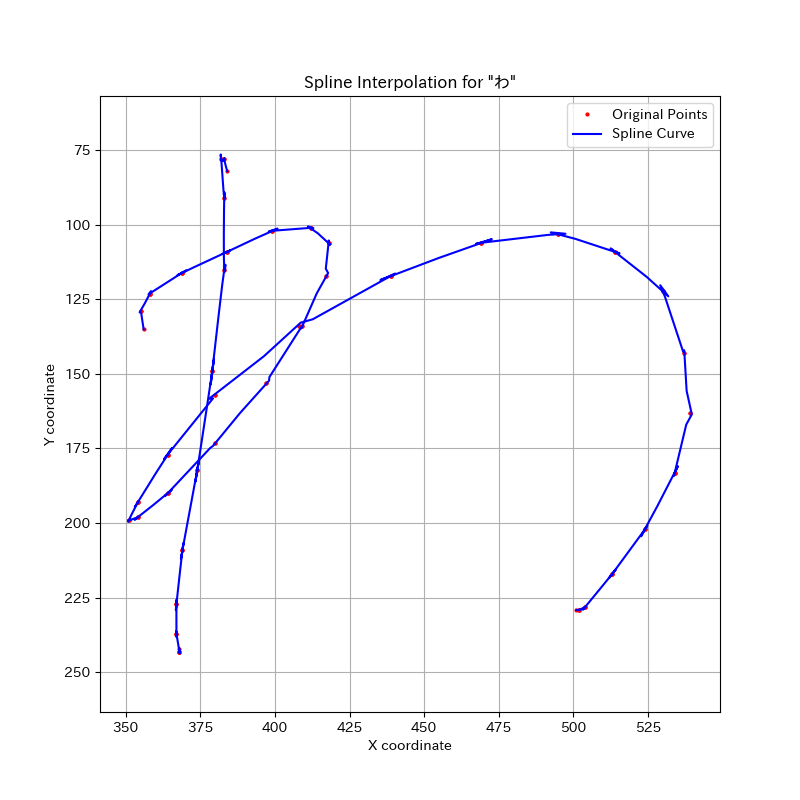 Spline Interpolation for "わ"
Original Points
Spline Curve
75
100
125
150
175
200
225
250
Y coordinate
350 375 400 425 450 475 500 525
X coordinate